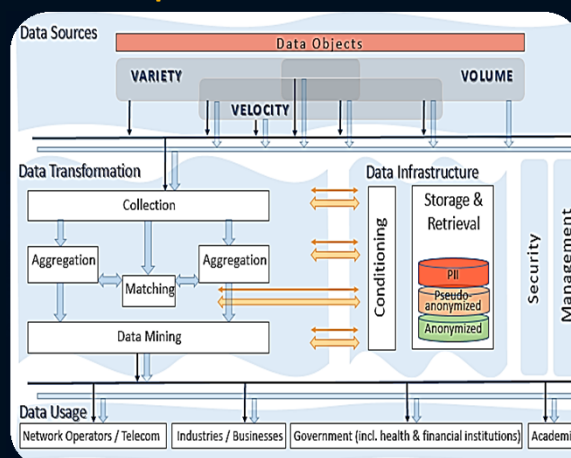 Data Sources
Data Objects
VARIETY
VOLUME
VELOCITY
Data Transformation
Data Infrastructure
Collection
Aggregation
Aggregation
Matching
Data Mining
Conditioning
Storage &
Retrieval
PII
Pseudo-
anonymized
Anonymized
Security
Management
Data Usage
Network Operators / Telecom
Industries / Businesses
Government (incl. health & financial institutions)
Academi